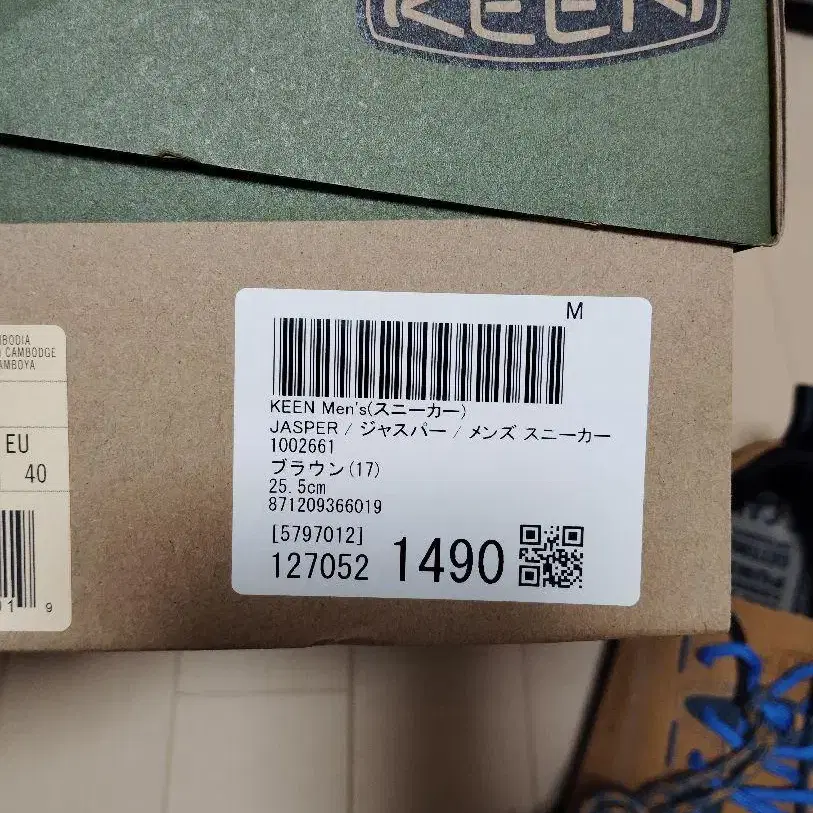 KEEN
M
KEEN Men's(スニーカー)
JASPER / ジャスパー / メンズ スニーカー
1002661
ブラウン(17)
25.5cm
871209366019
[5797012]
127052 1490
CAMBODGE
EU
40
9